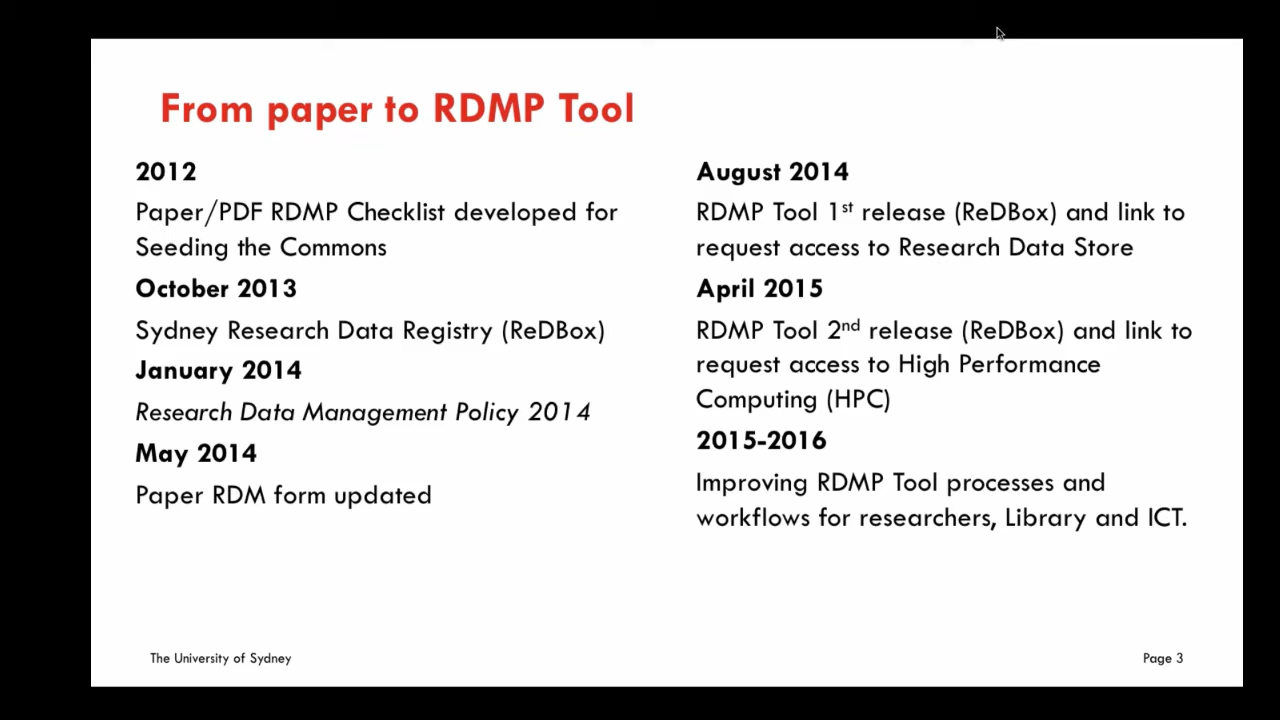 From paper to RDMP Tool
2012
Paper/PDF RDMP Checklist developed for
Seeding the Commons
October 2013
Sydney Research Data Registry (ReDBox)
January 2014
Research Data Management Policy 2014
May 2014
Paper RDM form updated
August 2014
RDMP Tool 1st release (ReDBox) and link to
request access to Research Data Store
April 2015
RDMP Tool 2nd release (ReDBox) and link to
request access to High Performance
Computing (HPC)
2015-2016
Improving RDMP Tool processes and
workflows for researchers, Library and ICT.
The University of Sydney
Page 3